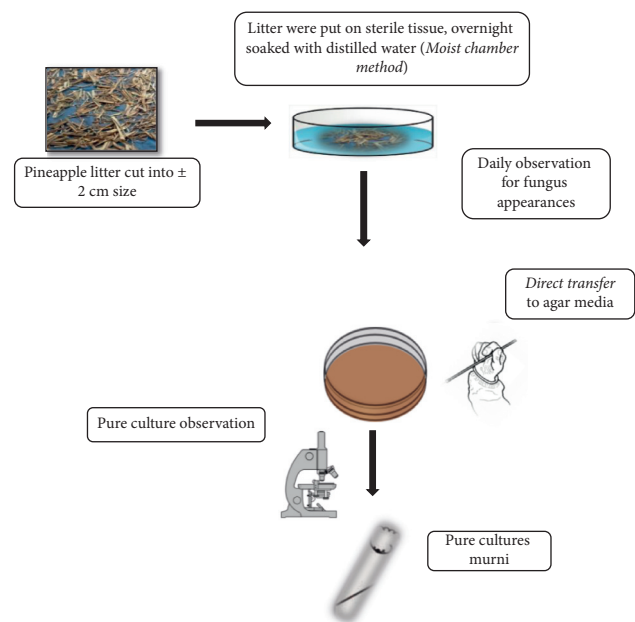 Litter were put on sterile tissue, overnight
soaked with distilled water (Moist chamber
method)
Pineapple litter cut into ±
2 cm size
Daily observation
for fungus
appearances
Direct transfer
to agar media
Pure culture observation
Pure cultures
murni